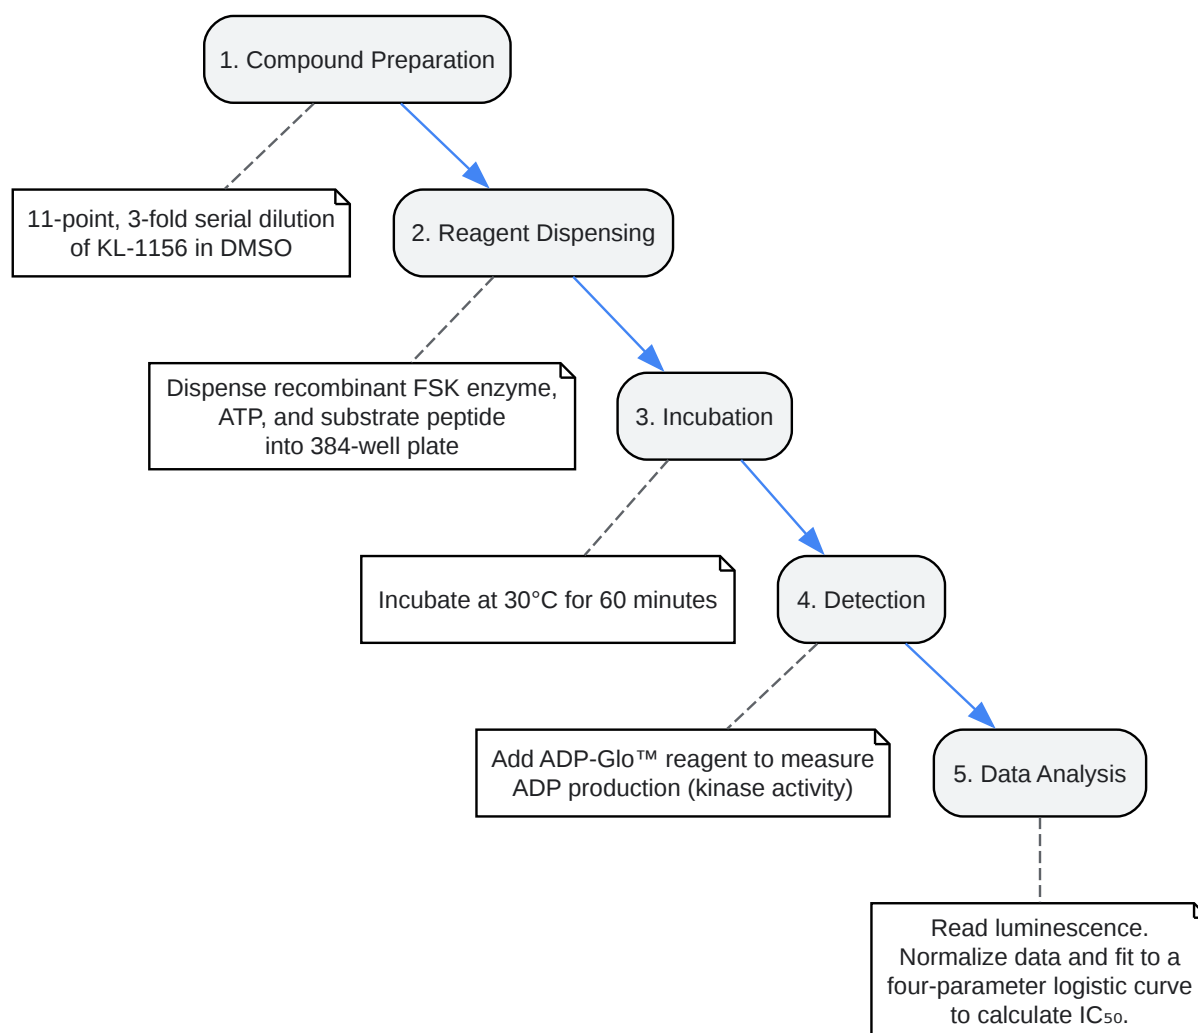 1. Compound Preparation
11-point, 3-fold serial dilution
of KL-1156 in DMSO
2. Reagent Dispensing
Dispense recombinant FSK enzyme,
ATP, and substrate peptide
into 384-well plate
3. Incubation
Incubate at 30°C for 60 minutes
4. Detection
Add ADP-Glo™ reagent to measure
ADP production (kinase activity)
5. Data Analysis
Read luminescence.
Normalize data and fit to a
four-parameter logistic curve
to calculate IC₅₀.